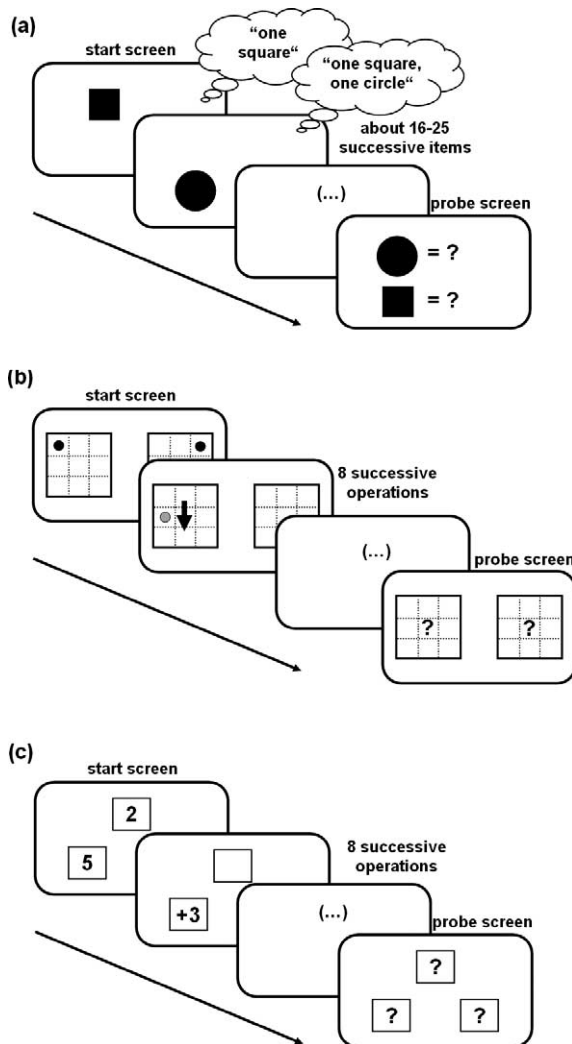 (a)
start screen
“one
square“
“one square,
one circle“
about 16-25
successive items
(...)
probe screen
= ?
= ?
(b)
start screen
8 successive
operations
(...)
probe screen
?
?
(c)
start screen
2
5
8 successive
operations
+3
(...)
probe screen
?
?
?